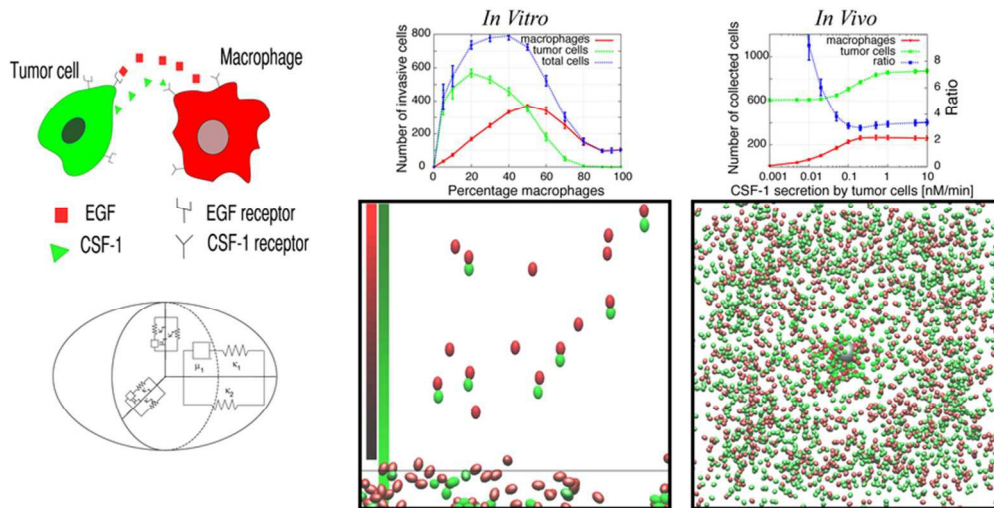 Tumor cell
Macrophage
EGF
EGF receptor
CSF-1
CSF-1 receptor
μ1
κ1
κ2
In Vitro
macrophages
tumor cells
total cells
Number of invasive cells
800
600
400
200
0
0 20 40 60 80 100
Percentage macrophages
In Vivo
macrophages
tumor cells
ratio
Number of collected cells
1000
600
200
Ratio
8
6
4
2
0
0.001 0.01 0.1 1 10
CSF-1 secretion by tumor cells [nM/min]